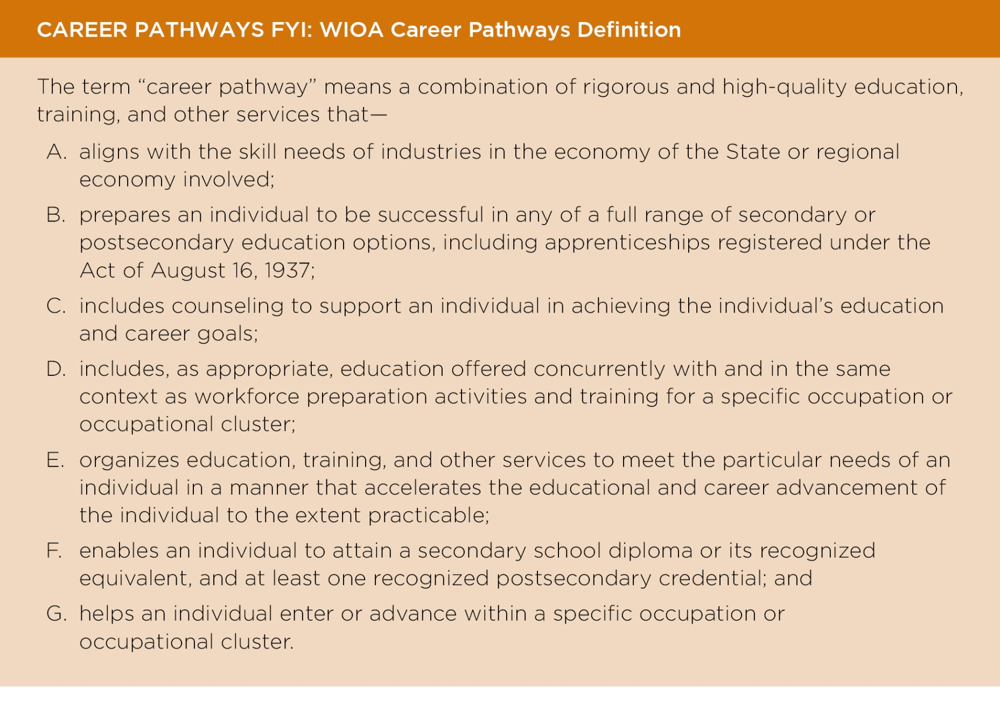 CAREER PATHWAYS FYI: WIOA Career Pathways Definition
The term “career pathway” means a combination of rigorous and high-quality education,
training, and other services that—
A. aligns with the skill needs of industries in the economy of the State or regional
economy involved;
B. prepares an individual to be successful in any of a full range of secondary or
postsecondary education options, including apprenticeships registered under the
Act of August 16, 1937;
C. includes counseling to support an individual in achieving the individual’s education
and career goals;
D. includes, as appropriate, education offered concurrently with and in the same
context as workforce preparation activities and training for a specific occupation or
occupational cluster;
E. organizes education, training, and other services to meet the particular needs of an
individual in a manner that accelerates the educational and career advancement of
the individual to the extent practicable;
F. enables an individual to attain a secondary school diploma or its recognized
equivalent, and at least one recognized postsecondary credential; and
G. helps an individual enter or advance within a specific occupation or
occupational cluster.